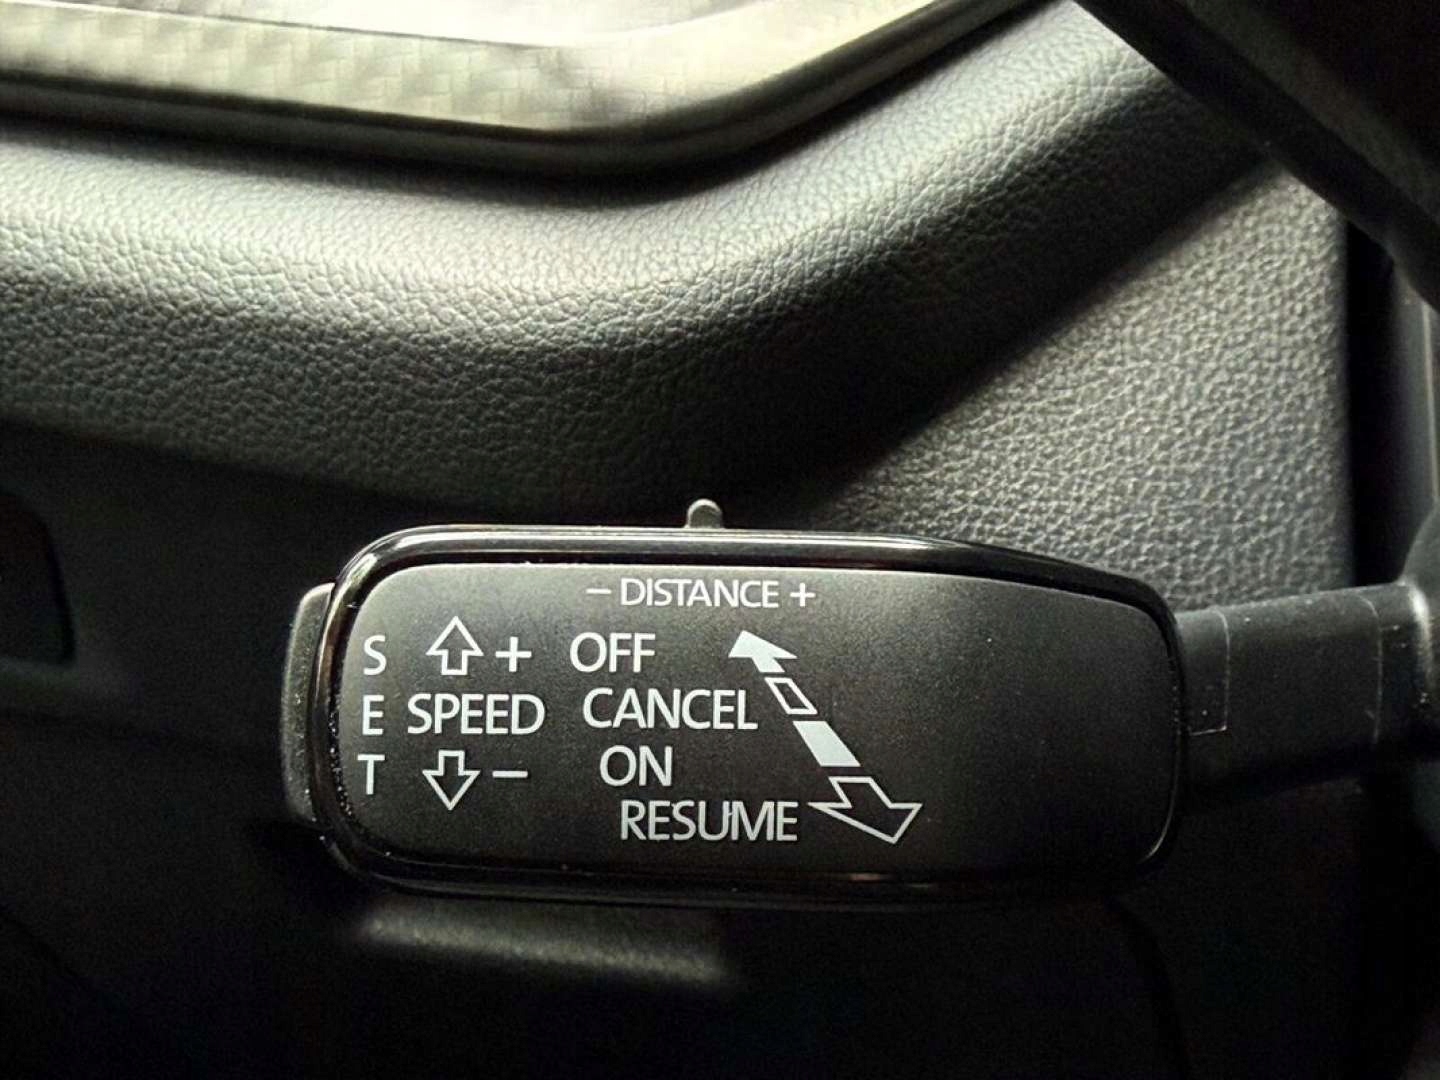 − DISTANCE +
S
E
T
+
SPEED
−
OFF
CANCEL
ON
RESUME